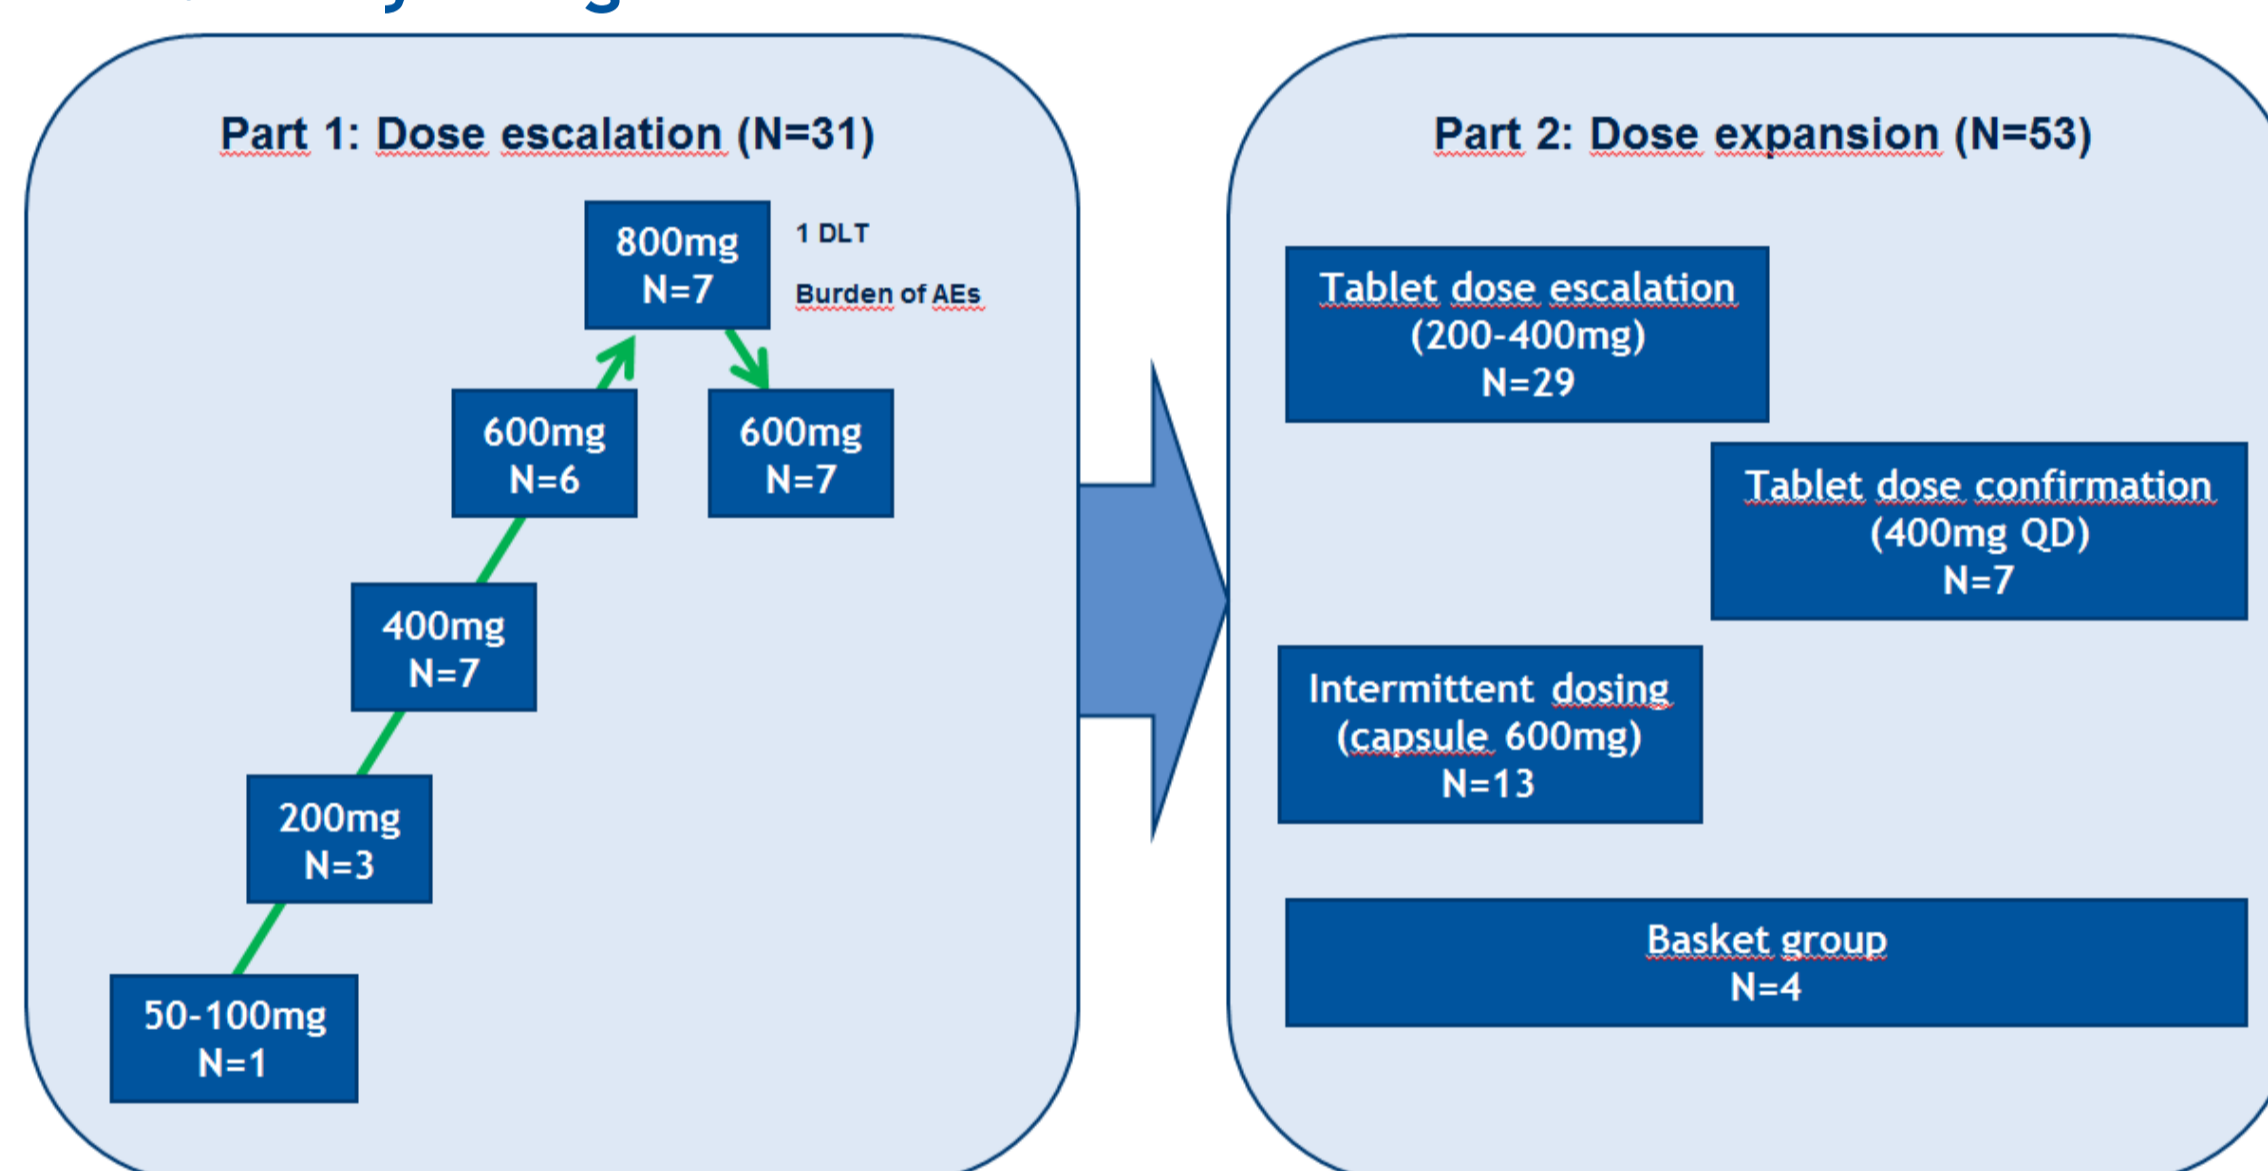 Part 1: Dose escalation (N=31)
800mg
N=7
1 DLT
Burden of AEs
600mg
N=6
600mg
N=7
400mg
N=7
200mg
N=3
50-100mg
N=1
Part 2: Dose expansion (N=53)
Tablet dose escalation
(200-400mg)
N=29
Tablet dose confirmation
(400mg QD)
N=7
Intermittent dosing
(capsule 600mg)
N=13
Basket group
N=4